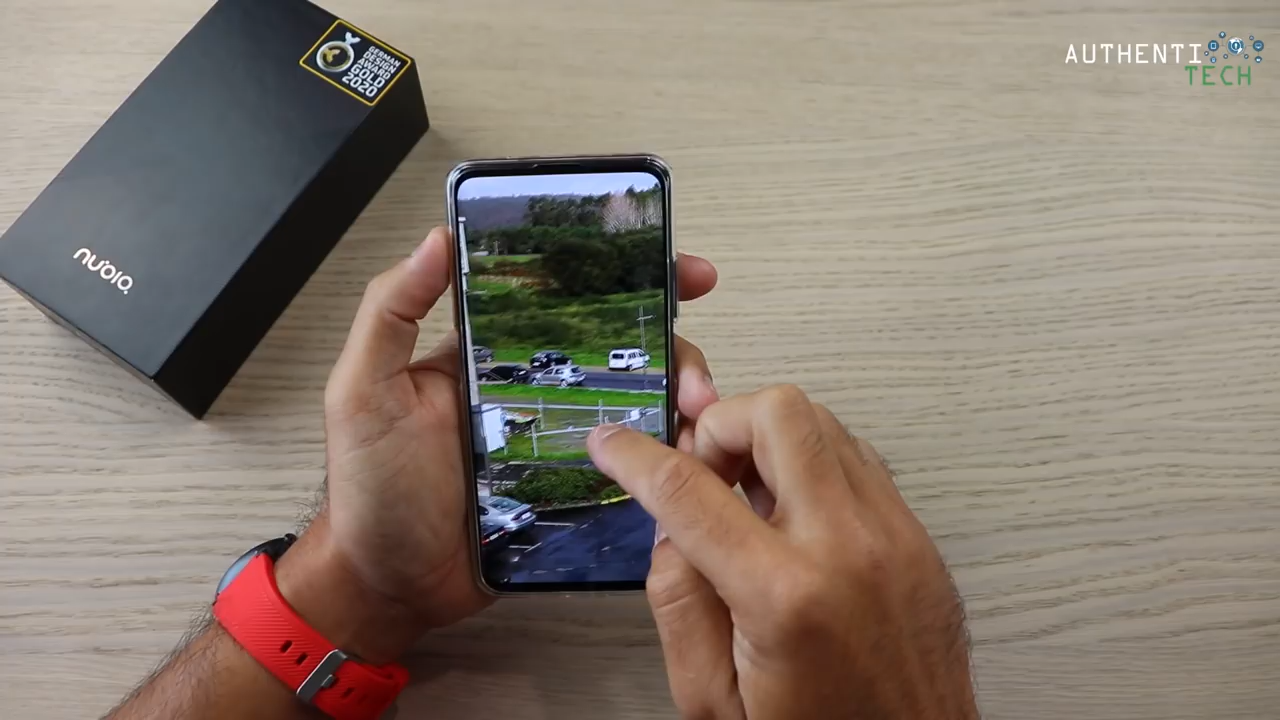 GERMAN
DESIGN
AWARD
GOLD
2020
nubia
AUTHENTI
TECH